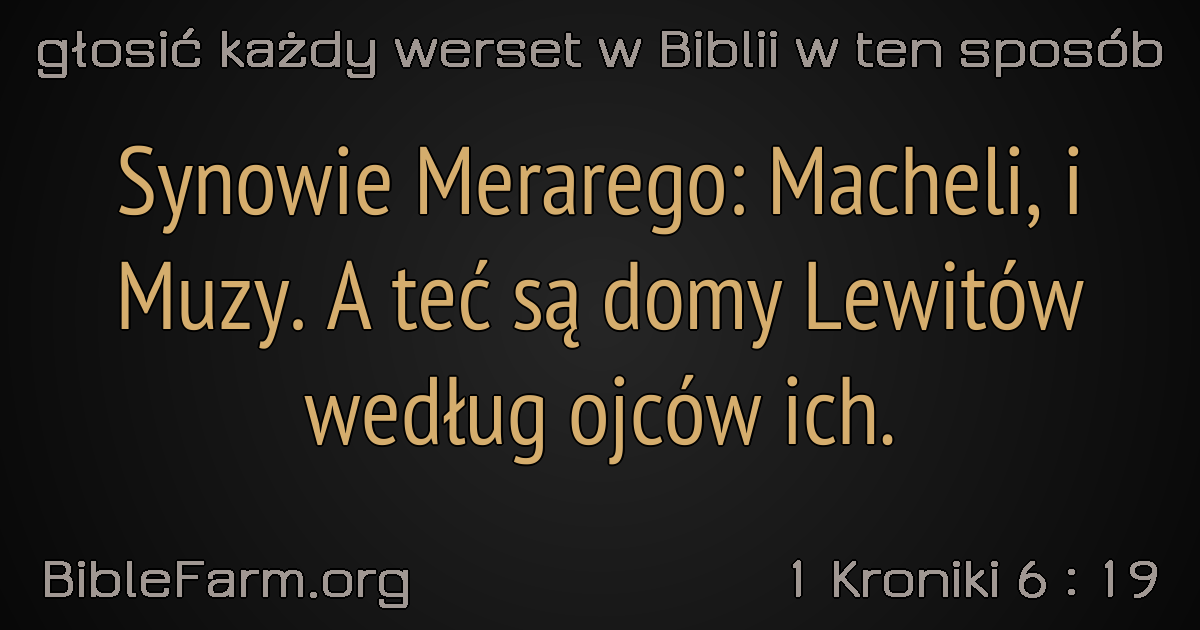 głosić każdy werset w Biblii w ten sposób
Synowie Merarego: Macheli, i
Muzy. A teć są domy Lewitów
według ojców ich.
BibleFarm.org
1 Kroniki 6 : 19